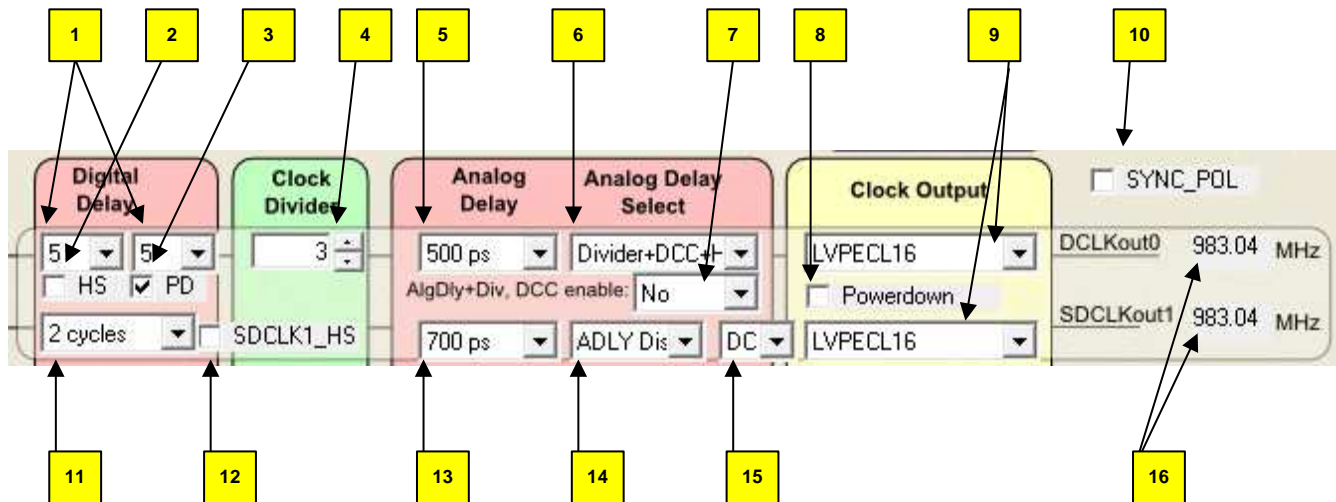 1 2 3 4 5 6 7 8 9 10
Digital Delay
Clock Divider
Analog Delay
Analog Delay Select
Clock Output
SYNC_POL
5 5 3 500 ps Divider+DCC+H LVPECL16 DCLKout0 983.04 MHz
HS PD AlgDly+Div, DCC enable: No Powerdown
2 cycles SDCLK1_HS 700 ps ADLY Dis DC LVPECL16 SDCLKout1 983.04 MHz
11 12 13 14 15 16